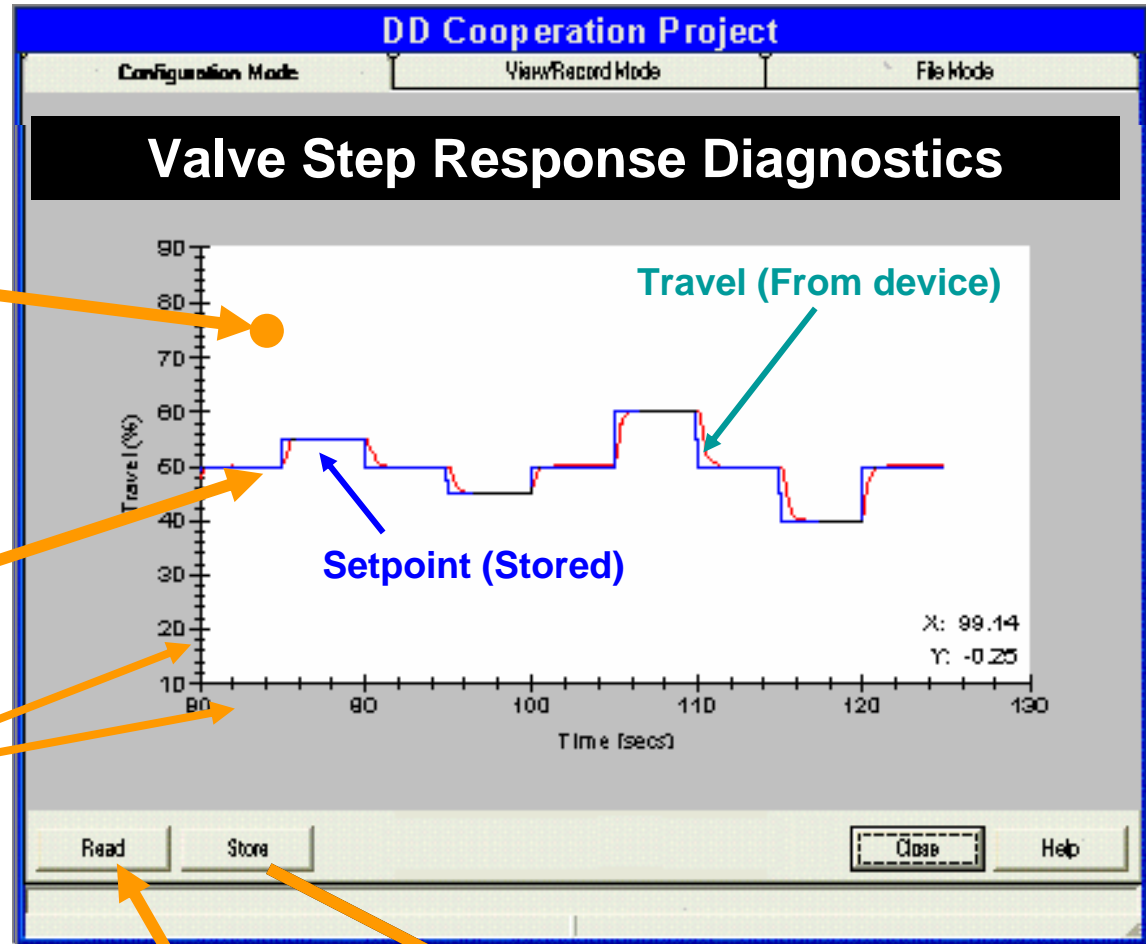 DD Cooperation Project
Configuration Mode
View/Record Mode
File Mode
Valve Step Response Diagnostics
Travel (From device)
Setpoint (Stored)
90
80
70
60
50
40
30
20
10
Travel (%)
X: 99.14
Y: -0.25
80
90
100
110
120
130
Time (secs)
Read
Store
Close
Help